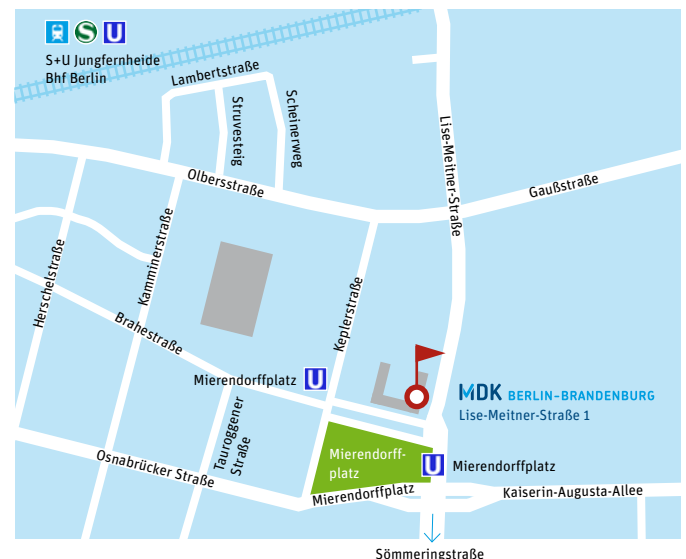 S U
S+U Jungfernheide
Bhf Berlin
Lambertstraße
Struvesteig
Scheinerweg
Lise-Meitner-Straße
Olbersstraße
Gaußstraße
Herschelstraße
Kamminerstraße
Keplerstraße
Brahestraße
Mierendorffplatz U
MDK BERLIN-BRANDENBURG
Lise-Meitner-Straße 1
Tauroggener
Straße
Osnabrücker Straße
Mierendorff-
platz
U Mierendorffplatz
Mierendorffplatz
Kaiserin-Augusta-Allee
Sömmeringstraße